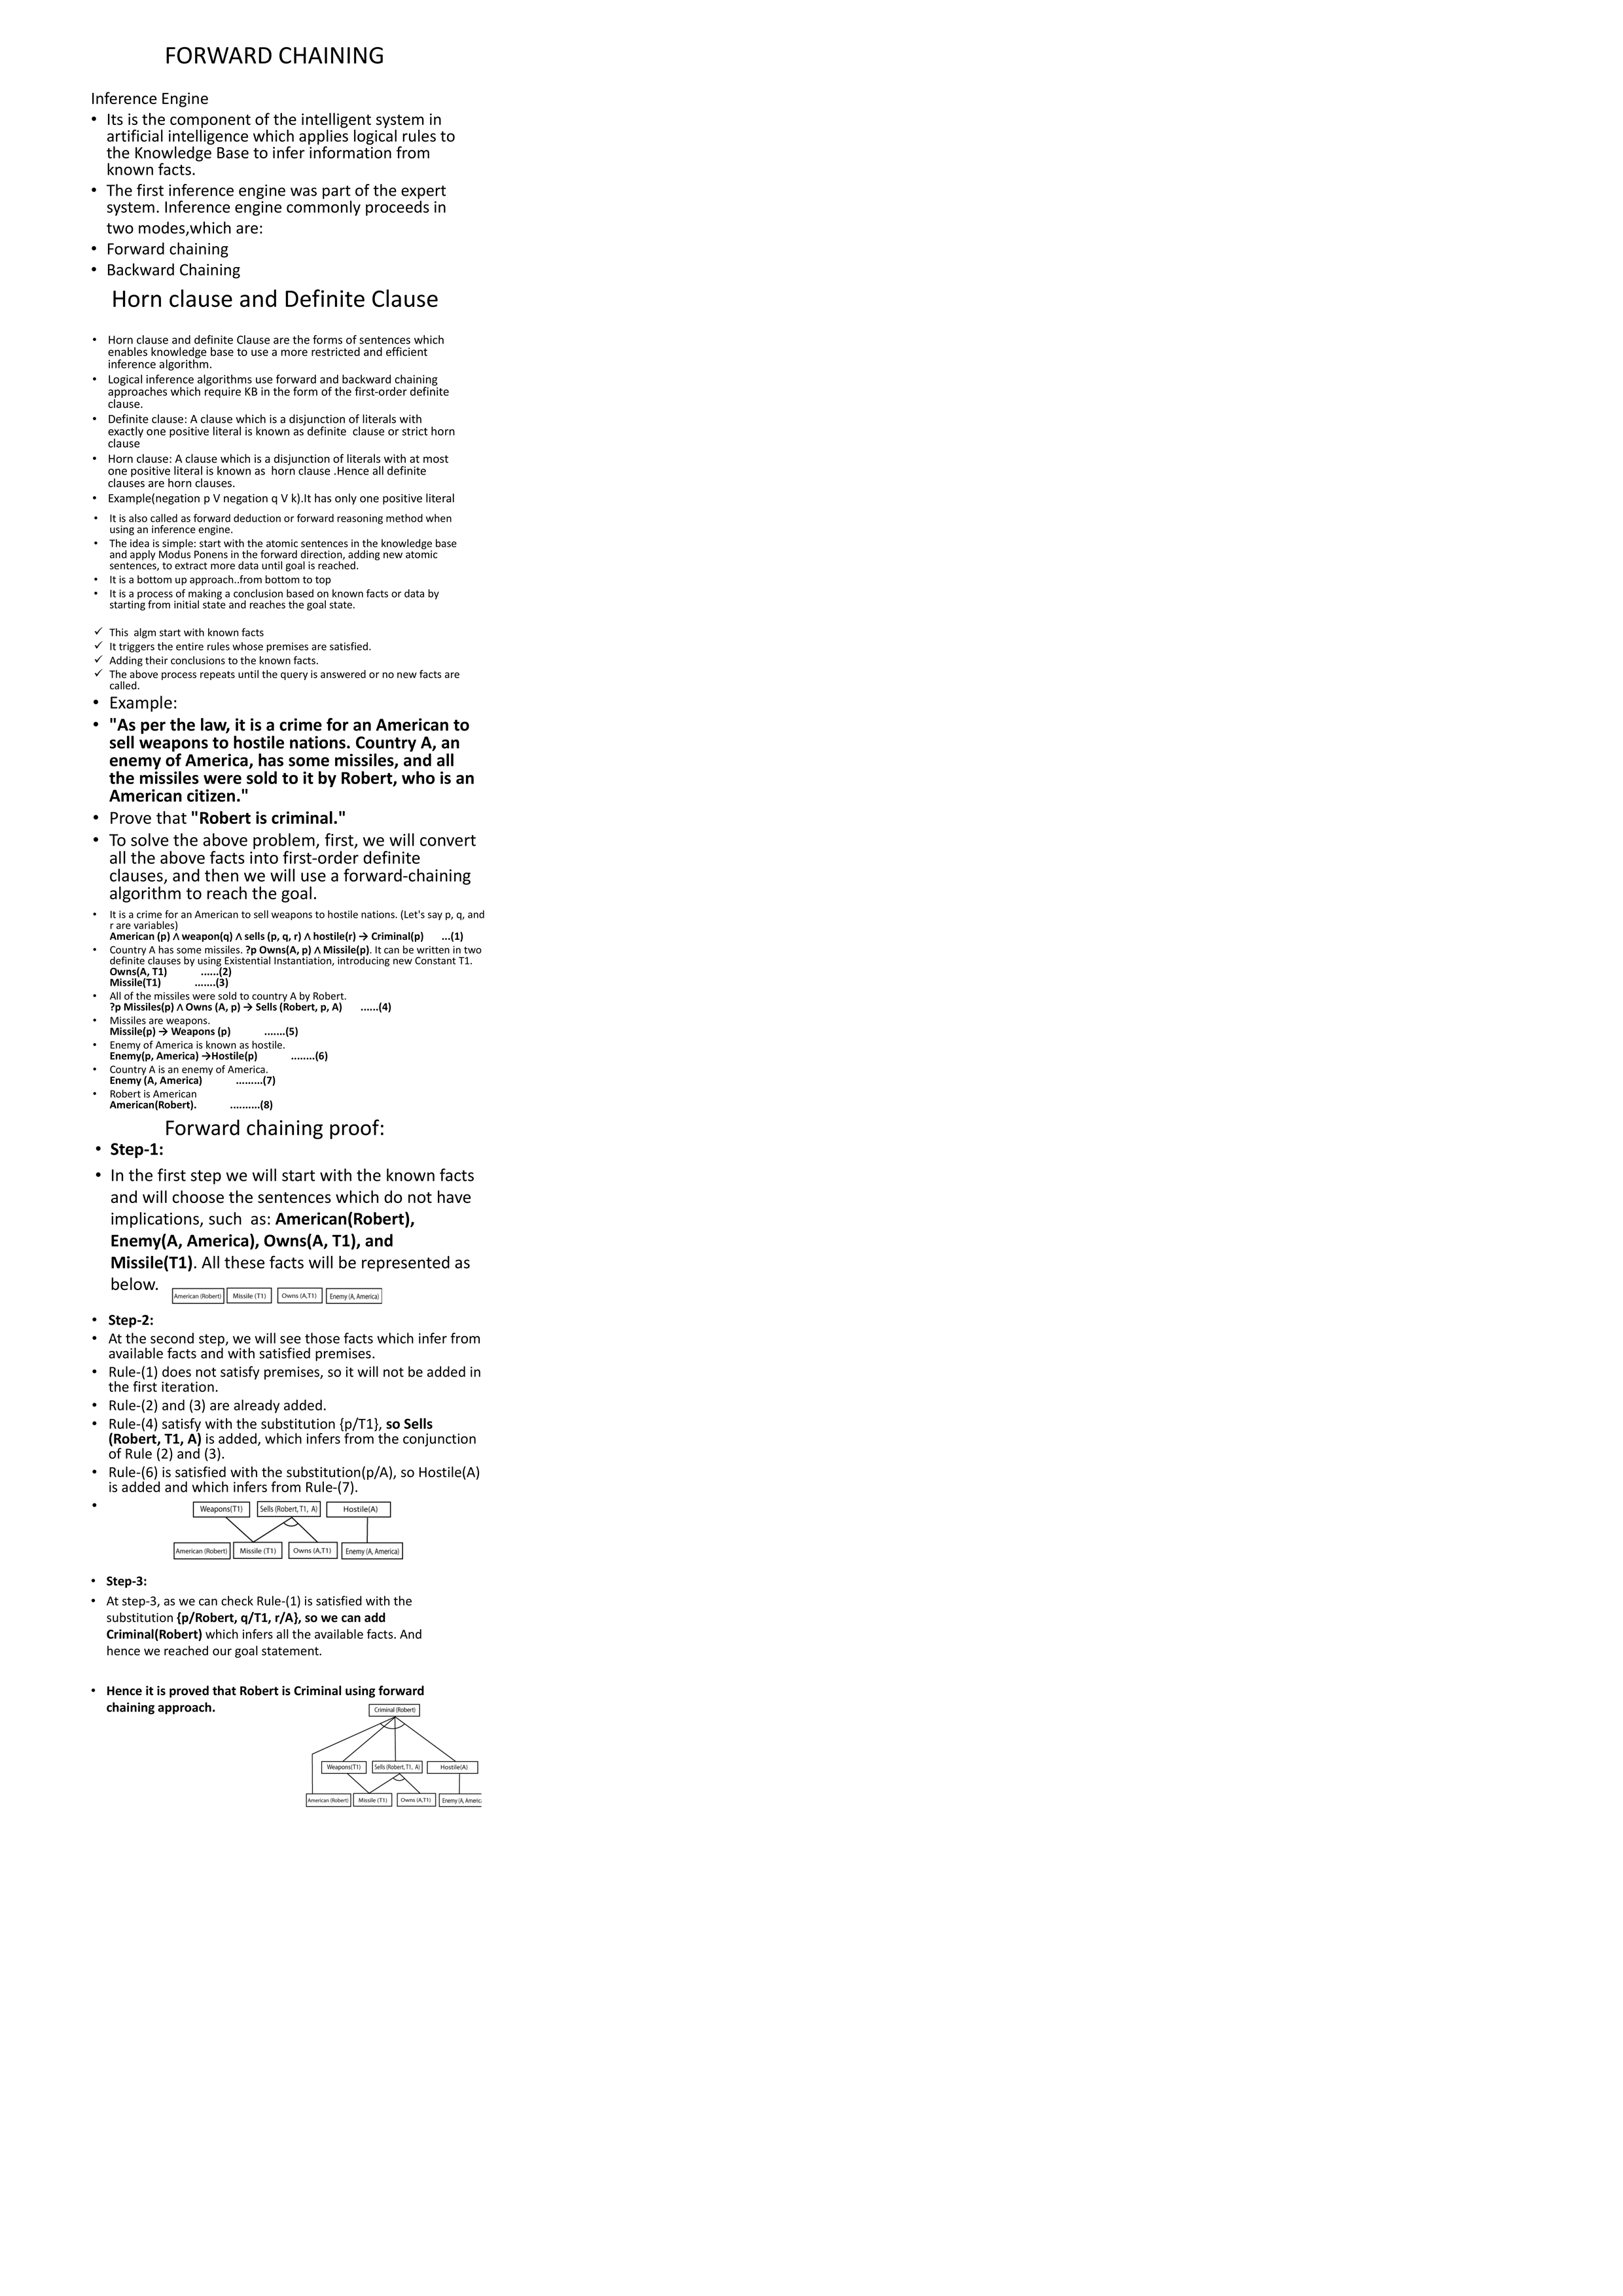 FORWARD CHAINING
Inference Engine
• Its is the component of the intelligent system in
artificial intelligence which applies logical rules to
the Knowledge Base to infer information from
known facts.
• The first inference engine was part of the expert
system. Inference engine commonly proceeds in
two modes,which are:
• Forward chaining
• Backward Chaining
Horn clause and Definite Clause
• Horn clause and definite Clause are the forms of sentences which
enables knowledge base to use a more restricted and efficient
inference algorithm.
• Logical inference algorithms use forward and backward chaining
approaches which require KB in the form of the first-order definite
clause.
• Definite clause: A clause which is a disjunction of literals with
exactly one positive literal is known as definite clause or strict horn
clause
• Horn clause: A clause which is a disjunction of literals with at most
one positive literal is known as horn clause .Hence all definite
clauses are horn clauses.
• Example(negation p V negation q V k).It has only one positive literal
• It is also called as forward deduction or forward reasoning method when
using an inference engine.
• The idea is simple: start with the atomic sentences in the knowledge base
and apply Modus Ponens in the forward direction, adding new atomic
sentences, to extract more data until goal is reached.
• It is a bottom up approach..from bottom to top
• It is a process of making a conclusion based on known facts or data by
starting from initial state and reaches the goal state.
✓ This algm start with known facts
✓ It triggers the entire rules whose premises are satisfied.
✓ Adding their conclusions to the known facts.
✓ The above process repeats until the query is answered or no new facts are
called.
• Example:
• "As per the law, it is a crime for an American to
sell weapons to hostile nations. Country A, an
enemy of America, has some missiles, and all
the missiles were sold to it by Robert, who is an
American citizen."
• Prove that "Robert is criminal."
• To solve the above problem, first, we will convert
all the above facts into first-order definite
clauses, and then we will use a forward-chaining
algorithm to reach the goal.
• It is a crime for an American to sell weapons to hostile nations. (Let's say p, q, and
r are variables)
American (p) ∧ weapon(q) ∧ sells (p, q, r) ∧ hostile(r) → Criminal(p) ...(1)
• Country A has some missiles. ?p Owns(A, p) ∧ Missile(p). It can be written in two
definite clauses by using Existential Instantiation, introducing new Constant T1.
Owns(A, T1) ......(2)
Missile(T1) .......(3)
• All of the missiles were sold to country A by Robert.
?p Missiles(p) ∧ Owns (A, p) → Sells (Robert, p, A) ......(4)
• Missiles are weapons.
Missile(p) → Weapons (p) .......(5)
• Enemy of America is known as hostile.
Enemy(p, America) →Hostile(p) ........(6)
• Country A is an enemy of America.
Enemy (A, America) .........(7)
• Robert is American
American(Robert). ..........(8)
Forward chaining proof:
• Step-1:
• In the first step we will start with the known facts
and will choose the sentences which do not have
implications, such as: American(Robert),
Enemy(A, America), Owns(A, T1), and
Missile(T1). All these facts will be represented as
below.
American (Robert) Missile (T1) Owns (A,T1) Enemy (A, America)
• Step-2:
• At the second step, we will see those facts which infer from
available facts and with satisfied premises.
• Rule-(1) does not satisfy premises, so it will not be added in
the first iteration.
• Rule-(2) and (3) are already added.
• Rule-(4) satisfy with the substitution {p/T1}, so Sells
(Robert, T1, A) is added, which infers from the conjunction
of Rule (2) and (3).
• Rule-(6) is satisfied with the substitution(p/A), so Hostile(A)
is added and which infers from Rule-(7).
•
Weapons(T1) Sells (Robert, T1, A) Hostile(A)
American (Robert) Missile (T1) Owns (A,T1) Enemy (A, America)
• Step-3:
• At step-3, as we can check Rule-(1) is satisfied with the
substitution {p/Robert, q/T1, r/A}, so we can add
Criminal(Robert) which infers all the available facts. And
hence we reached our goal statement.
• Hence it is proved that Robert is Criminal using forward
chaining approach.
Criminal (Robert)
Weapons(T1) Sells (Robert, T1, A) Hostile(A)
American (Robert) Missile (T1) Owns (A,T1) Enemy (A, Americ